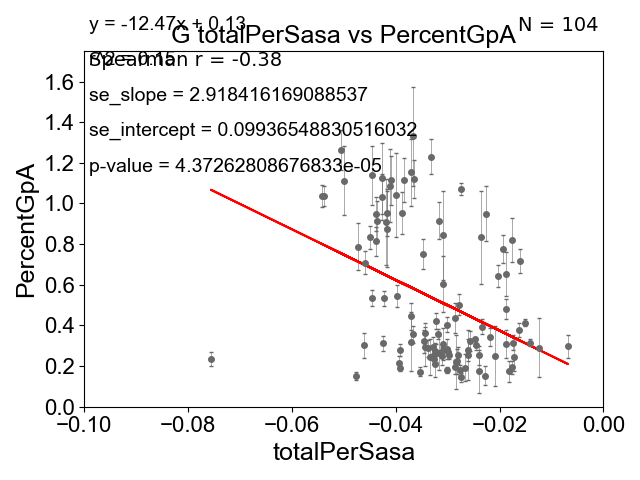 y = -12.47x + 0.13
N = 104
G totalPerSasa vs PercentGpA
Spearman r = -0.38
se_slope = 2.918416169088537
se_intercept = 0.09936548830516032
p-value = 4.37262808676833e-05
PercentGpA
1.6
1.4
1.2
1.0
0.8
0.6
0.4
0.2
0.0
−0.10
−0.08
−0.06
−0.04
−0.02
0.00
totalPerSasa